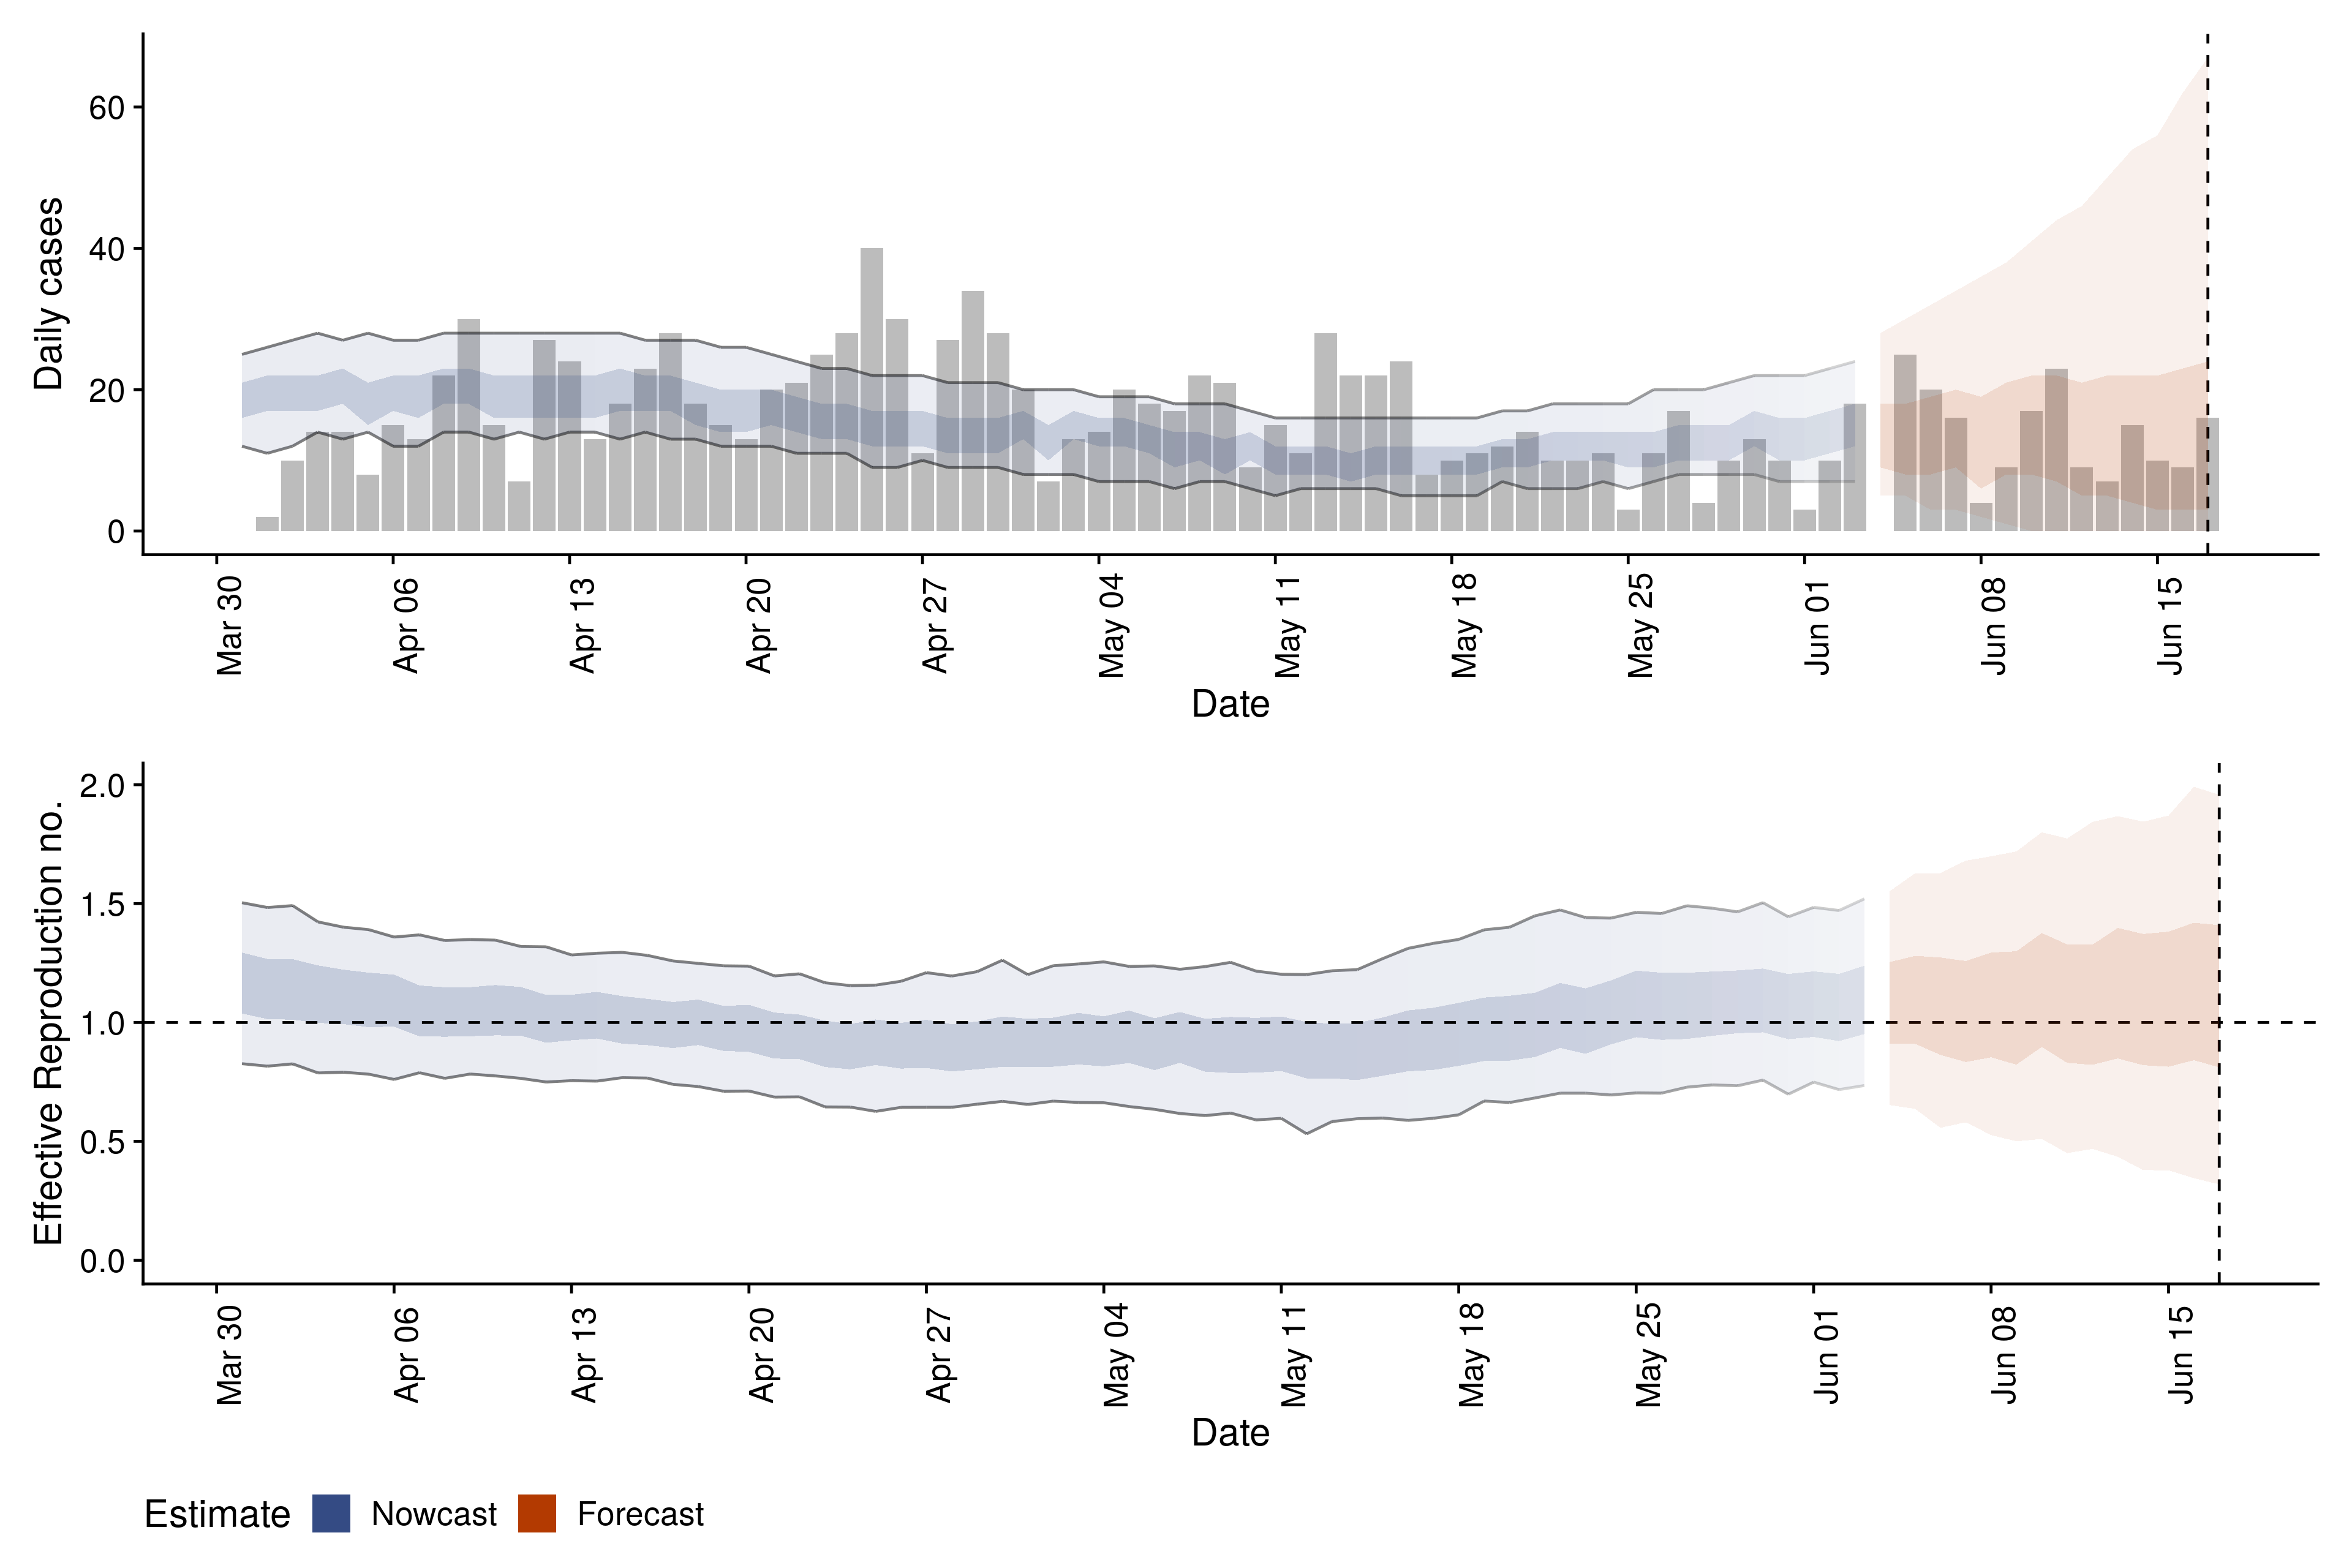 Daily cases
60
40
20
0
Mar 30
Apr 06
Apr 13
Apr 20
Apr 27
May 04
May 11
May 18
May 25
Jun 01
Jun 08
Jun 15
Date
Effective Reproduction no.
2.0
1.5
1.0
0.5
0.0
Mar 30
Apr 06
Apr 13
Apr 20
Apr 27
May 04
May 11
May 18
May 25
Jun 01
Jun 08
Jun 15
Date
Estimate Nowcast Forecast